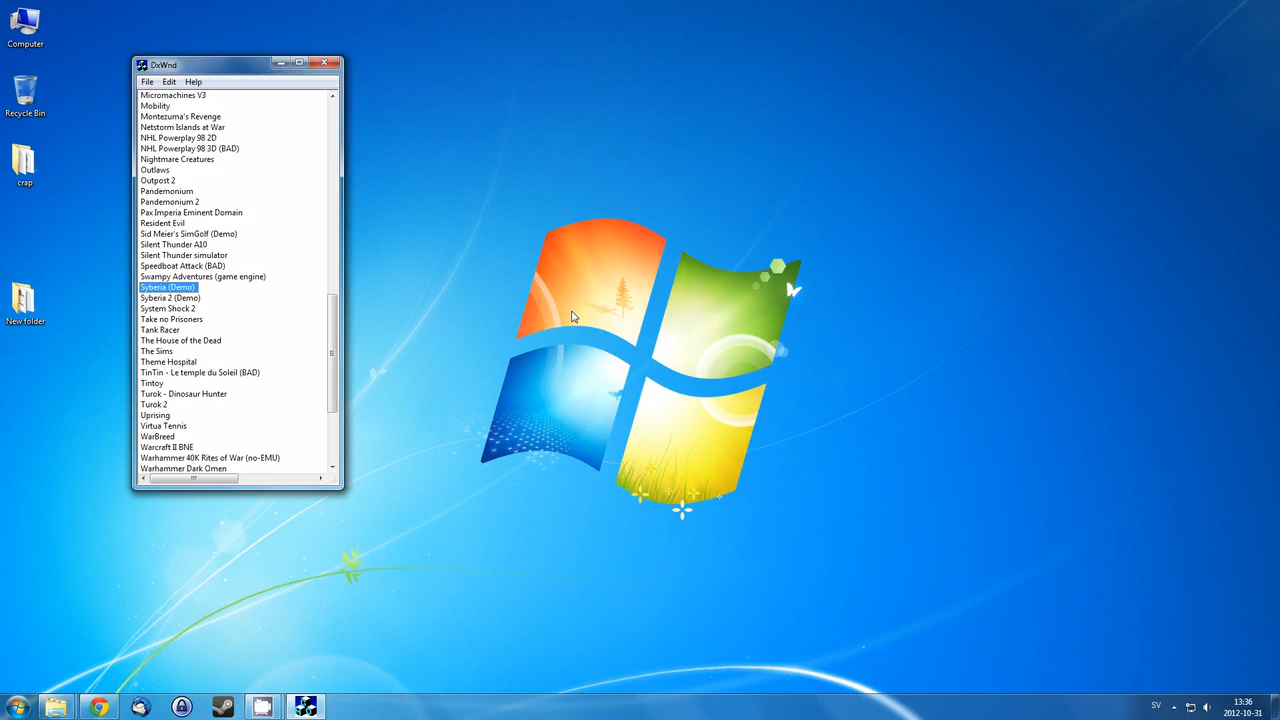 Computer
Recycle Bin
crap
New folder
DxWnd
File Edit Help
Micromachines V3
Mobility
Montezuma's Revenge
Netstorm Islands at War
NHL Powerplay 98 2D
NHL Powerplay 98 3D (BAD)
Nightmare Creatures
Outlaws
Outpost 2
Pandemonium
Pandemonium 2
Pax Imperia Eminent Domain
Resident Evil
Sid Meier's SimGolf (Demo)
Silent Thunder A10
Silent Thunder simulator
Speedboat Attack (BAD)
Swampy Adventures (game engine)
Syberia (Demo)
Syberia 2 (Demo)
System Shock 2
Take no Prisoners
Tank Racer
The House of the Dead
The Sims
Theme Hospital
TinTin - Le temple du Soleil (BAD)
Tintoy
Turok - Dinosaur Hunter
Turok 2
Uprising
Virtua Tennis
WarBreed
Warcraft II BNE
Warhammer 40K Rites of War (no-EMU)
Warhammer Dark Omen
SV
13:36
2012-10-31